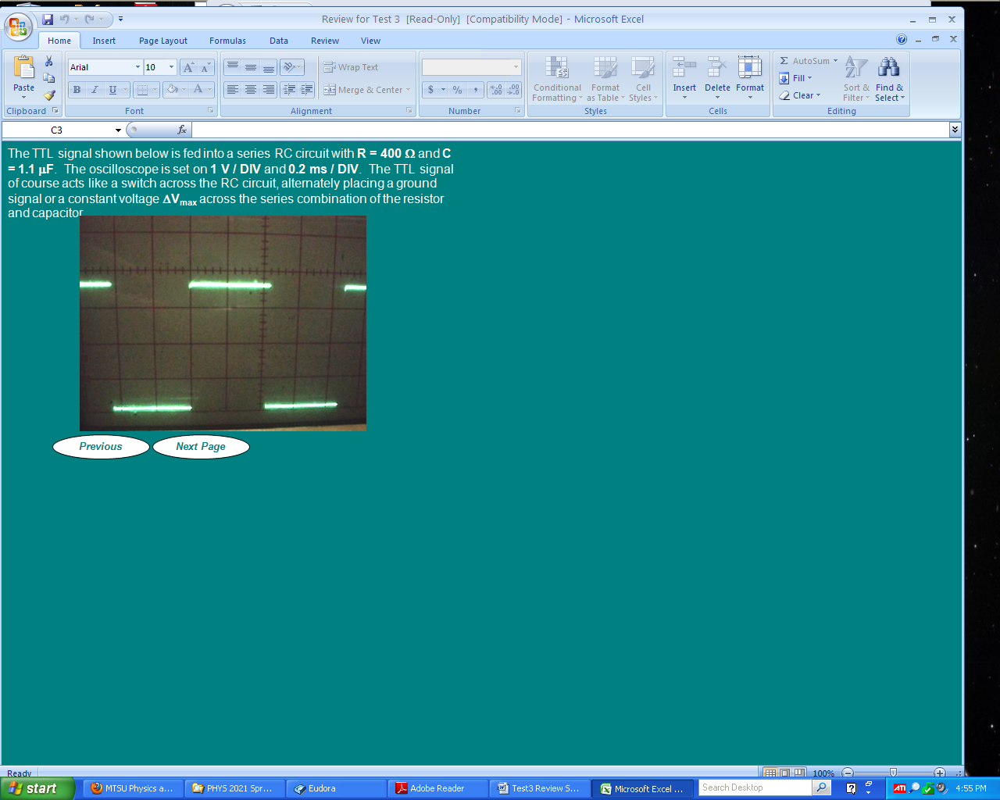 Review for Test 3 [Read-Only] [Compatibility Mode] - Microsoft Excel
Home Insert Page Layout Formulas Data Review View
Paste
Clipboard
Arial 10
B I U
Font
Wrap Text
Merge & Center
Alignment
$ % , .00 .00
Number
Conditional Formatting
Format as Table
Cell Styles
Styles
Insert Delete Format
Cells
Σ AutoSum
Fill
Clear
Sort & Filter
Find & Select
Editing
C3 fx
The TTL signal shown below is fed into a series RC circuit with R = 400 Ω and C
= 1.1 μF. The oscilloscope is set on 1 V / DIV and 0.2 ms / DIV. The TTL signal
of course acts like a switch across the RC circuit, alternately placing a ground
signal or a constant voltage ΔVmax across the series combination of the resistor
and capacitor
Previous Next Page
Ready 100%
start MTSU Physics a... PHYS 2021 Spr... Eudora Adobe Reader Test3 Review S... Microsoft Excel ... Search Desktop ATI 4:55 PM